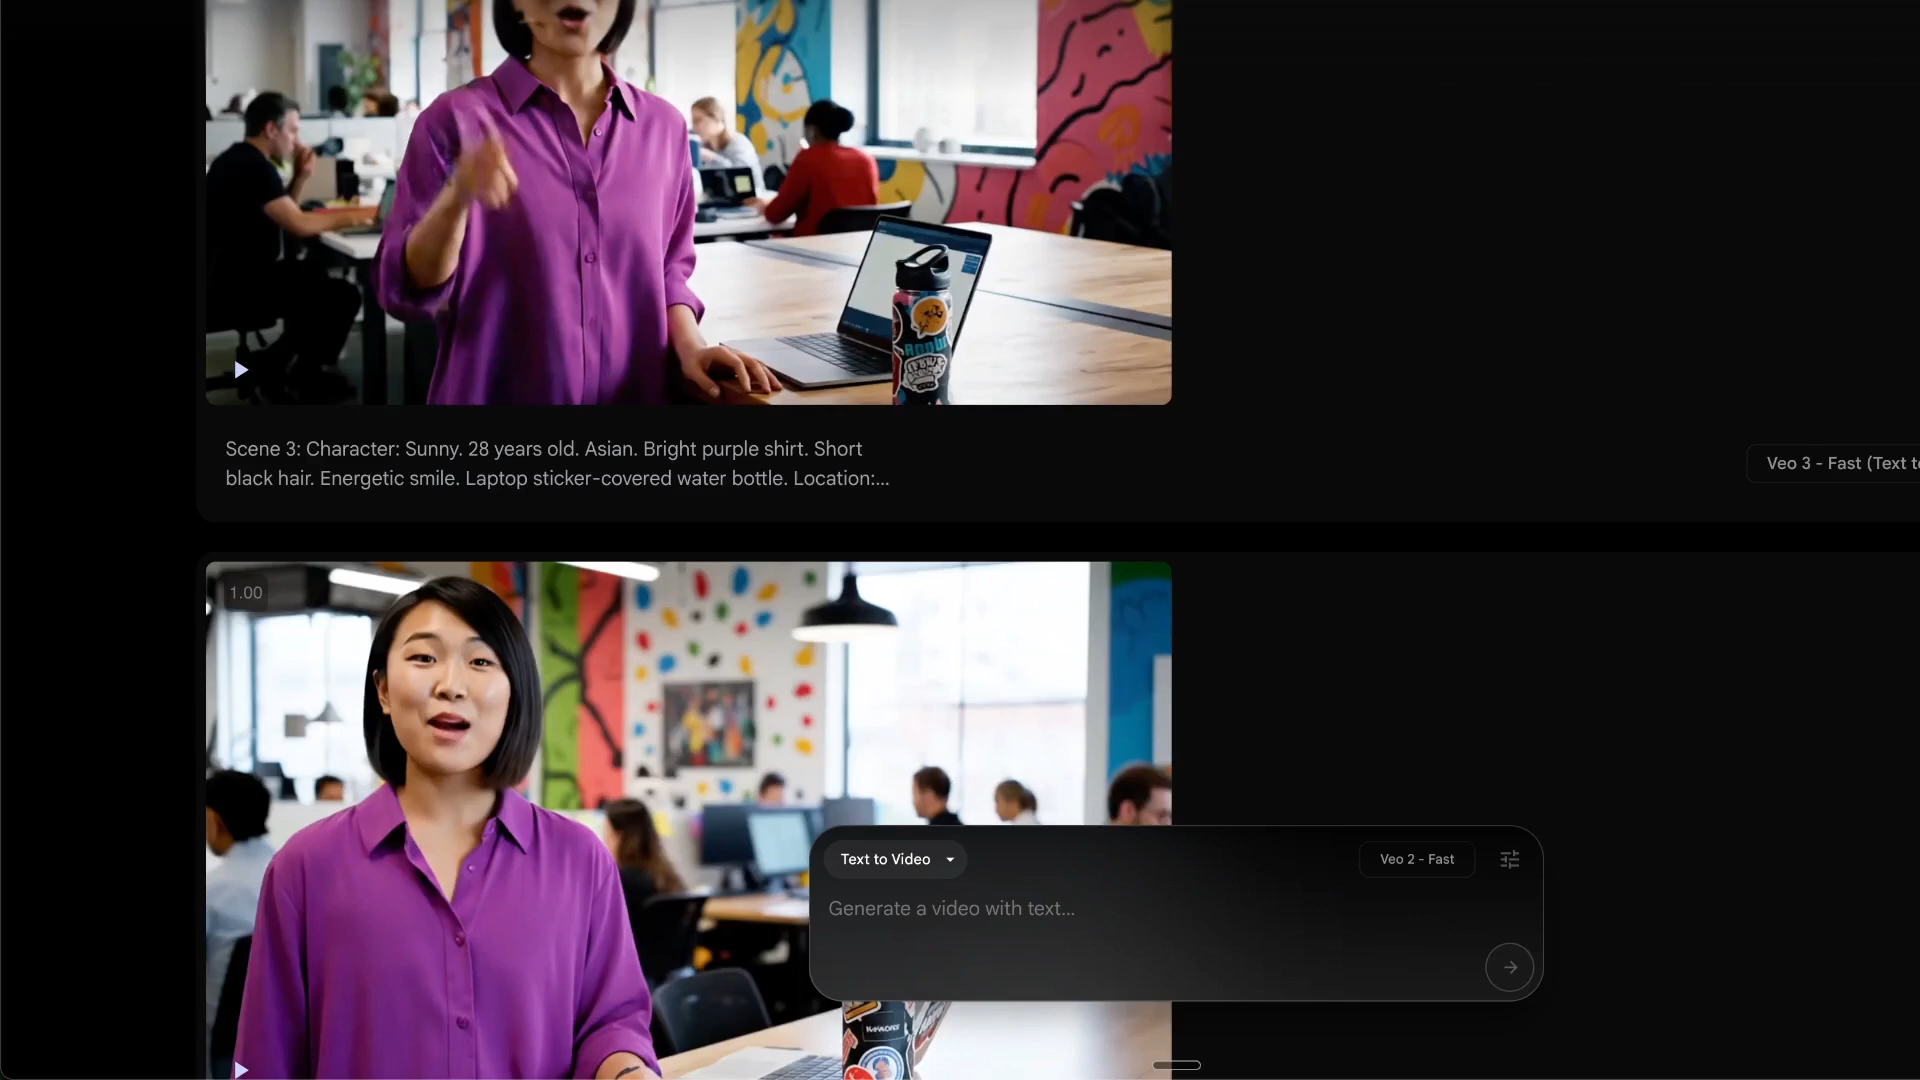 Scene 3: Character: Sunny. 28 years old. Asian. Bright purple shirt. Short
black hair. Energetic smile. Laptop sticker-covered water bottle. Location:...
Veo 3 - Fast (Text t
1.00
Text to Video
Veo 2 - Fast
Generate a video with text...